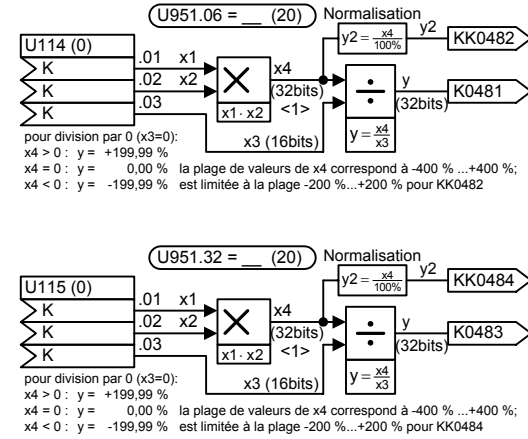 U951.06 = __ (20)
Normalisation
y2 = x4 / 100%
y2
KK0482
U114 (0)
K
K
K
.01 x1
.02 x2
.03
x1· x2
x4
(32bits)
<1>
x3 (16bits)
y = x4 / x3
y
(32bits)
K0481
pour division par 0 (x3=0):
x4 > 0 : y = +199,99 %
x4 = 0 : y = 0,00 % la plage de valeurs de x4 correspond à -400 % ...+400 %;
x4 < 0 : y = -199,99 % est limitée à la plage -200 %...+200 % pour KK0482
U951.32 = __ (20)
Normalisation
y2 = x4 / 100%
y2
KK0484
U115 (0)
K
K
K
.01 x1
.02 x2
.03
x1· x2
x4
(32bits)
<1>
x3 (16bits)
y = x4 / x3
y
(32bits)
K0483
pour division par 0 (x3=0):
x4 > 0 : y = +199,99 %
x4 = 0 : y = 0,00 % la plage de valeurs de x4 correspond à -400 % ...+400 %;
x4 < 0 : y = -199,99 % est limitée à la plage -200 %...+200 % pour KK0484